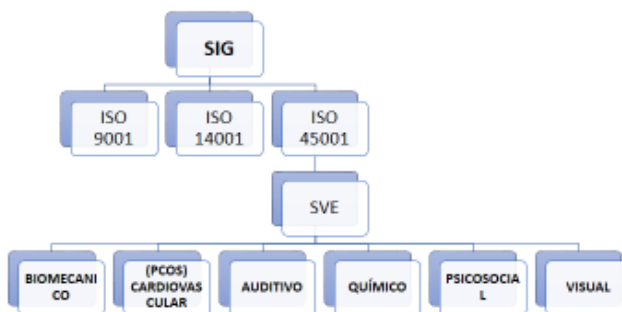 SIG
ISO
9001
ISO
14001
ISO
45001
SVE
BIOMECANI
CO
(PCOS)
CARDIOVAS
CULAR
AUDITIVO
QUÍMICO
PSICOSOCIA
L
VISUAL